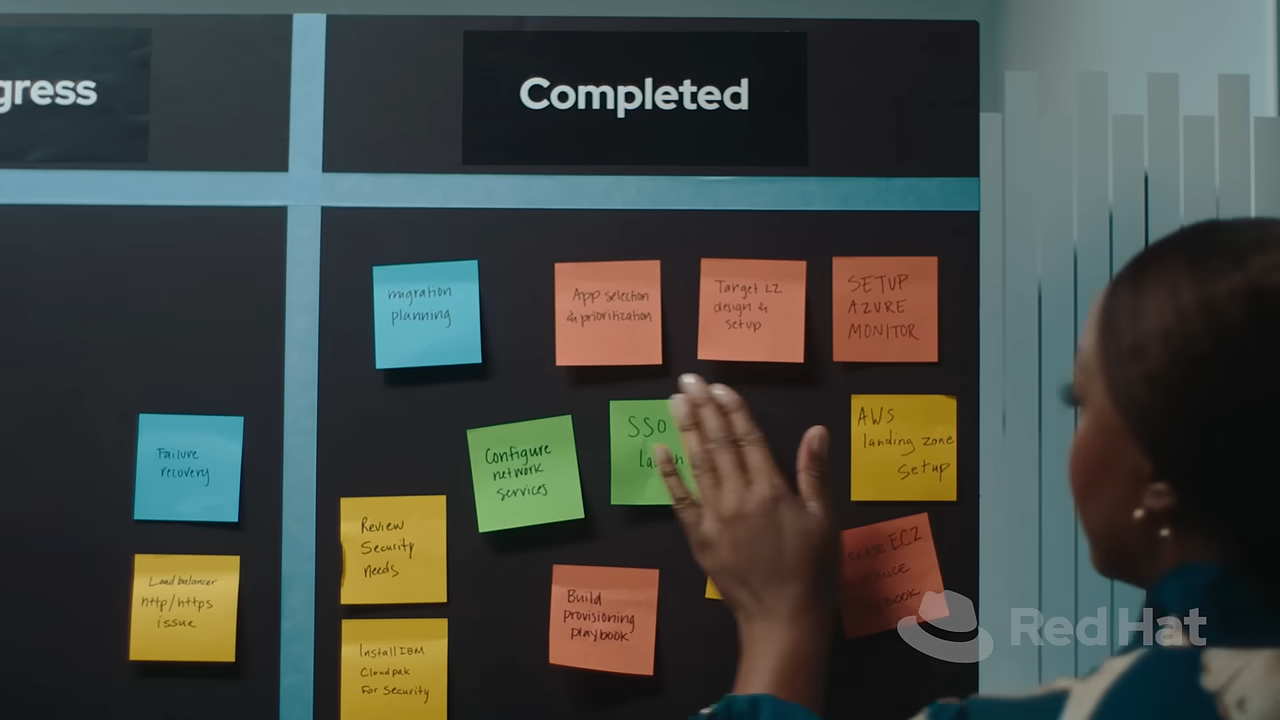 gress
Completed
migration
planning
App selection
& prioritization
Target LZ
design &
setup
SETUP
AZURE
MONITOR
Failure
recovery
Configure
network
services
SSO
AWS
landing zone
setup
Review
Security
Needs
EC2
BOOK
Load balancer
http/https
issue
Build
provisioning
playbook
Install IBM
Cloudpak
For Security
Red Hat